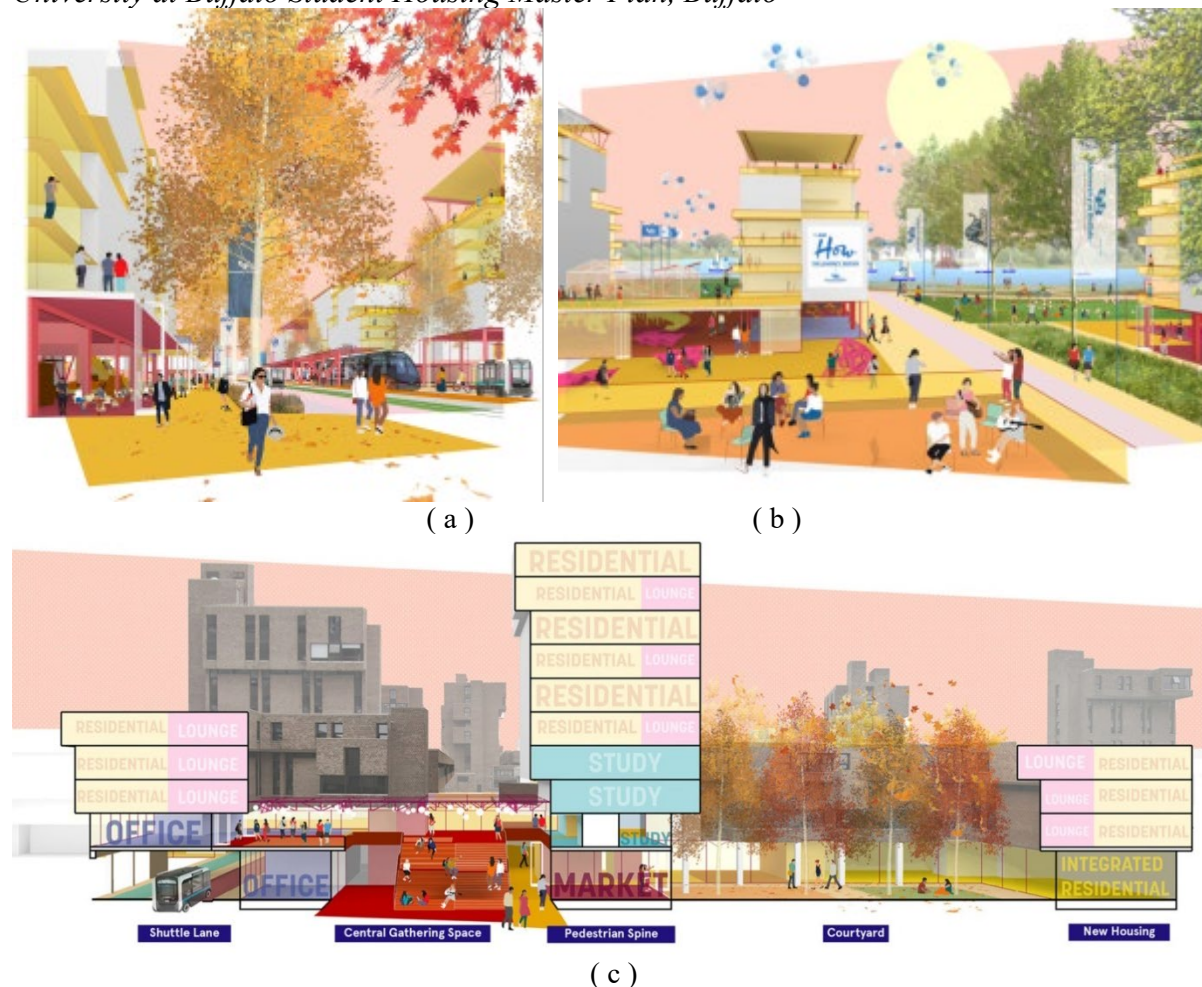 University at Buffalo Student Housing Master Plan, Buffalo
How
( a )
( b )
RESIDENTIAL
RESIDENTIAL LOUNGE
RESIDENTIAL
RESIDENTIAL LOUNGE
RESIDENTIAL
RESIDENTIAL LOUNGE
STUDY
STUDY
STUDY
MARKET
RESIDENTIAL LOUNGE
RESIDENTIAL LOUNGE
RESIDENTIAL LOUNGE
OFFICE
OFFICE
LOUNGE RESIDENTIAL
LOUNGE RESIDENTIAL
LOUNGE RESIDENTIAL
INTEGRATED
RESIDENTIAL
Shuttle Lane
Central Gathering Space
Pedestrian Spine
Courtyard
New Housing
( c )